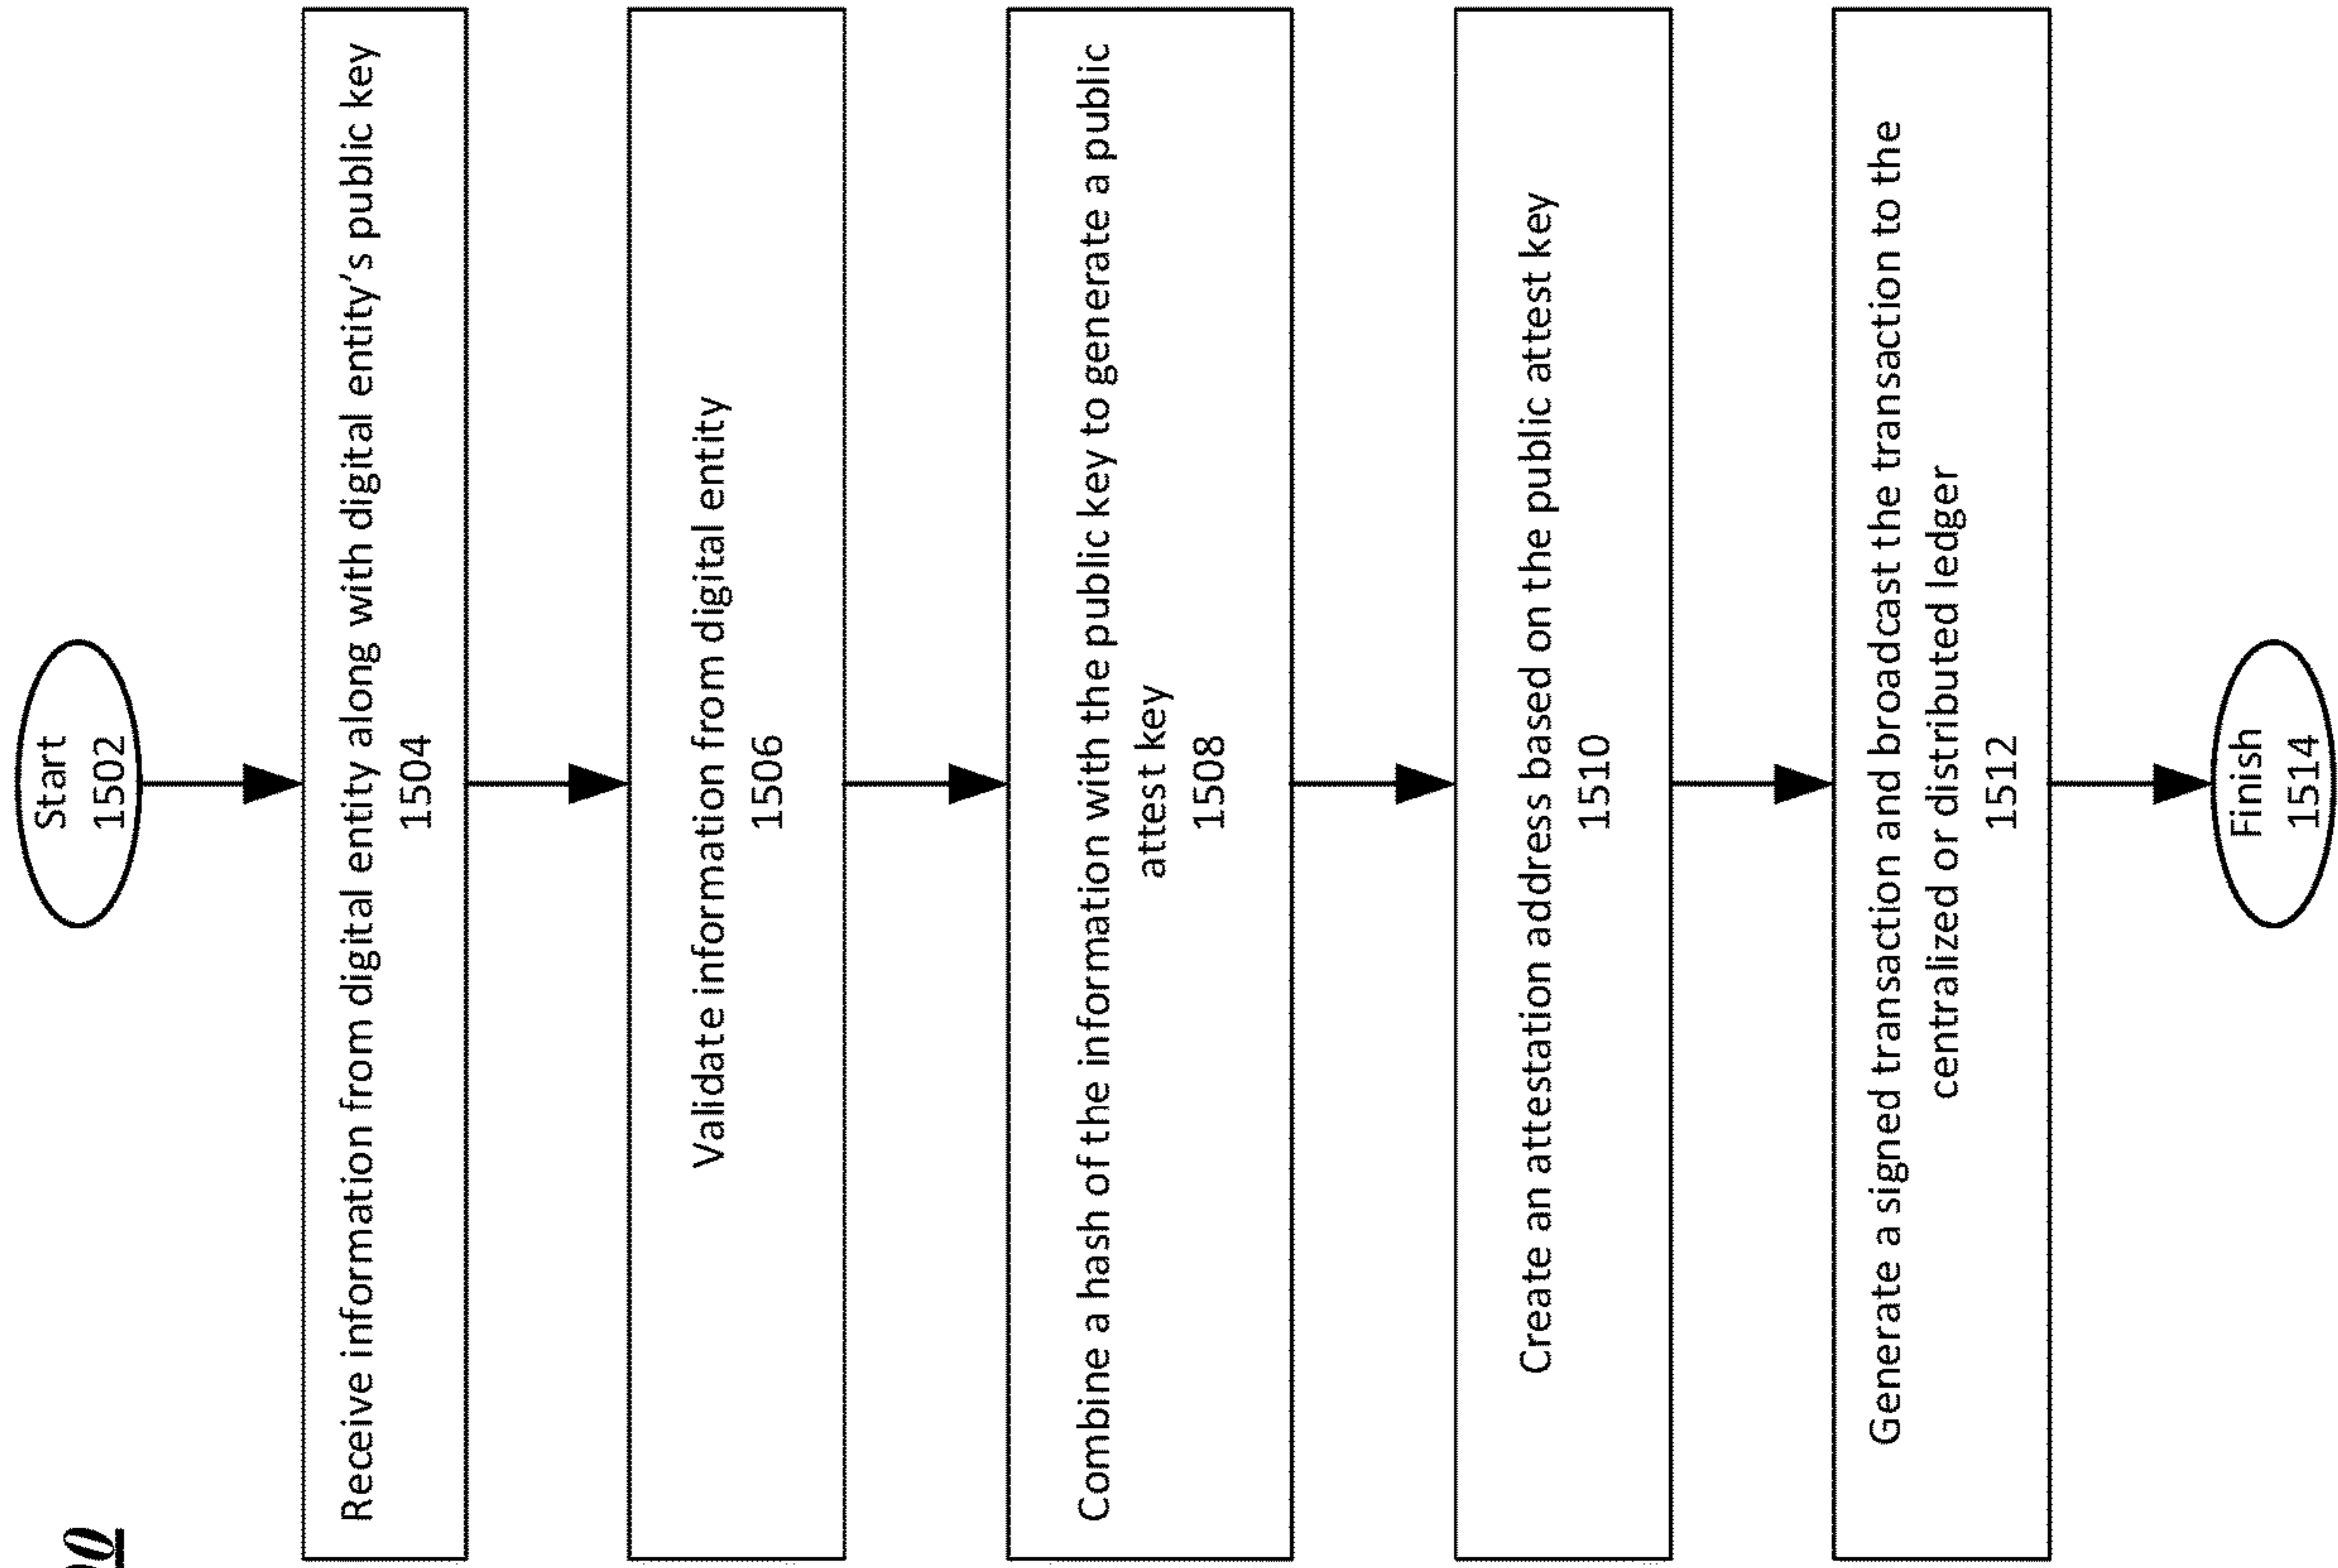 Start
1502
Receive information from digital entity along with digital entity's public key
1504
Validate information from digital entity
1506
Combine a hash of the information with the public key to generate a public
attest key
1508
Create an attestation address based on the public attest key
1510
Generate a signed transaction and broadcast the transaction to the
centralized or distributed ledger
1512
Finish
1514